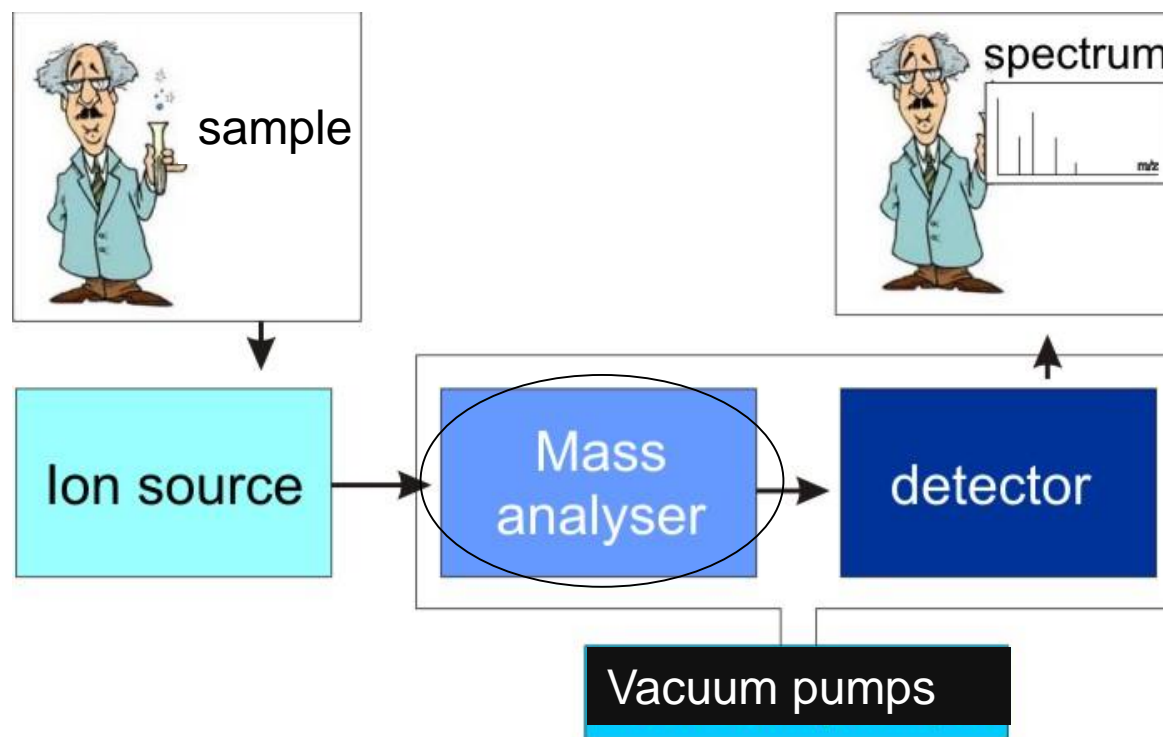 sample
spectrum
m/z
Ion source
Mass
analyser
detector
Vacuum pumps